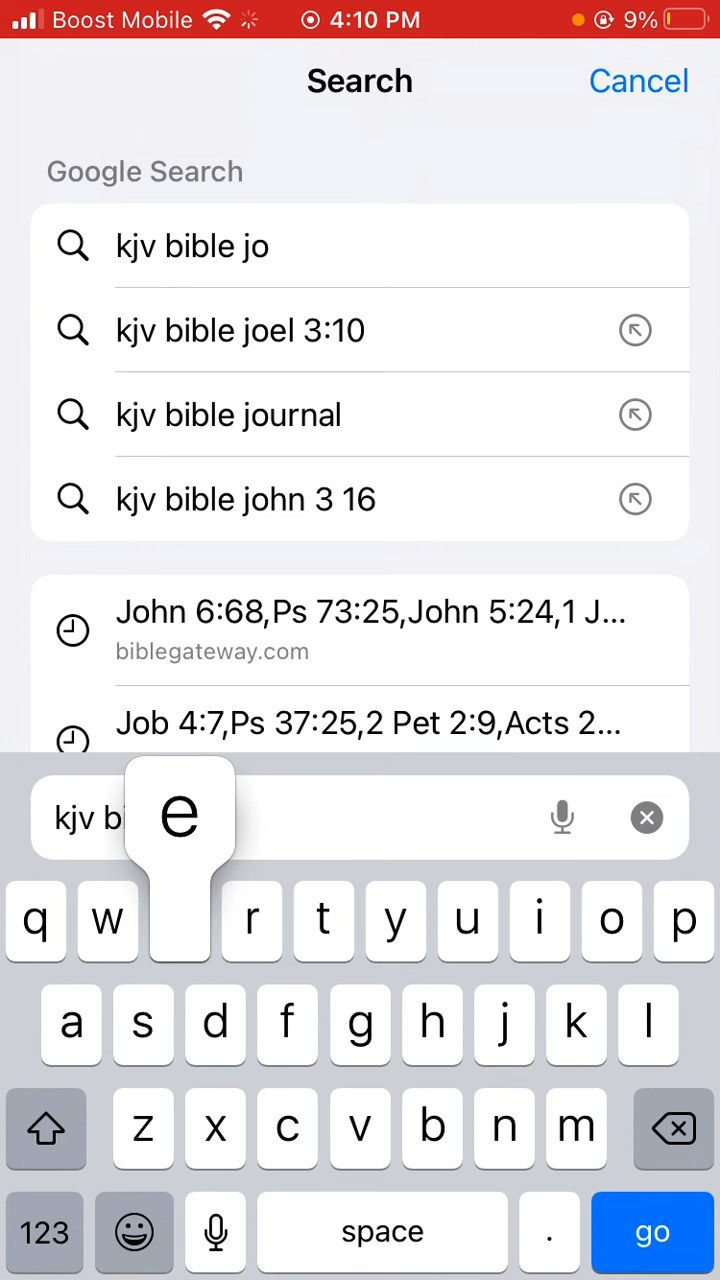 Boost Mobile 4:10 PM 9%
Search Cancel
Google Search
kjv bible jo
kjv bible joel 3:10
kjv bible journal
kjv bible john 3 16
John 6:68,Ps 73:25,John 5:24,1 J...
biblegateway.com
Job 4:7,Ps 37:25,2 Pet 2:9,Acts 2...
kjv b
e
q w r t y u i o p
a s d f g h j k l
z x c v b n m
123 space . go